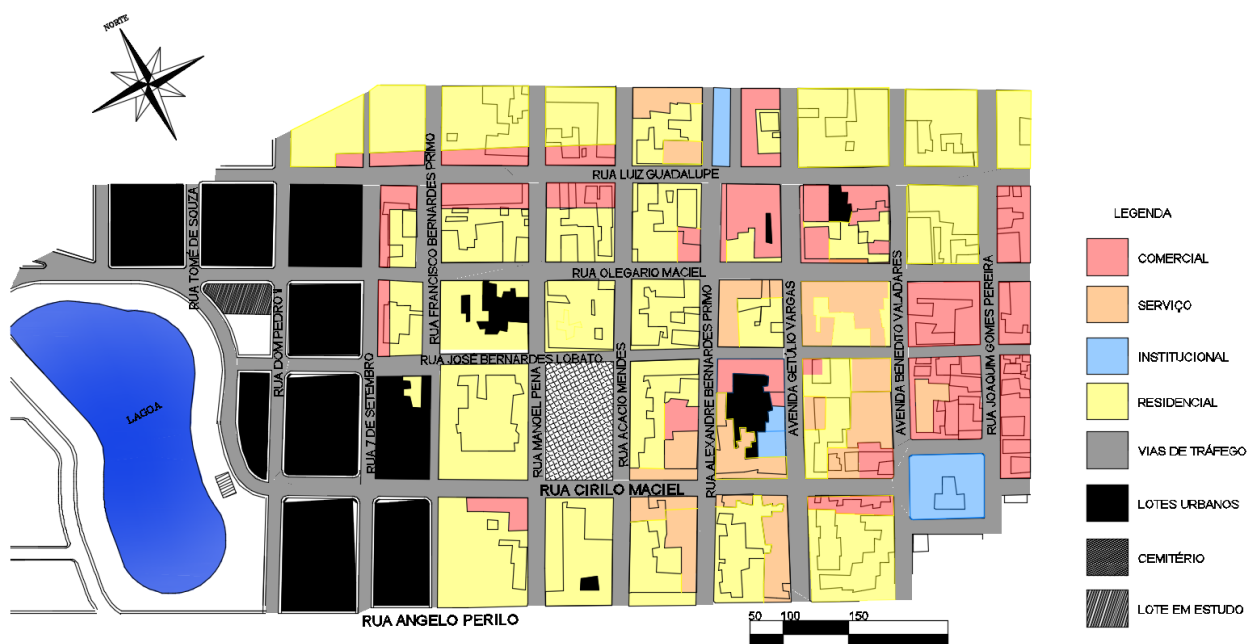 NORTE
RUA LUIZ GUADALUPE
RUA TOMÉ DE SOUZA
RUA FRANCISCO BERNARDES PRIMO
RUA OLEGARIO MACIEL
RUA DOM PEDRO II
RUA JOSE BERNARDES LOBATO
RUA 7 DE SETEMBRO
RUA MANOEL PENA
RUA ACACIO MENDES
RUA ALEXANDRE BERNARDES PRIMO
AVENIDA GETÚLIO VARGAS
AVENIDA BENEDITO VALADARES
RUA JOAQUIM GOMES PEREIRA
LAGOA
RUA CIRILO MACIEL
RUA ANGELO PERILO
50 100 150
LEGENDA
COMERCIAL
SERVIÇO
INSTITUCIONAL
RESIDENCIAL
VIAS DE TRÁFEGO
LOTES URBANOS
CEMITÉRIO
LOTE EM ESTUDO